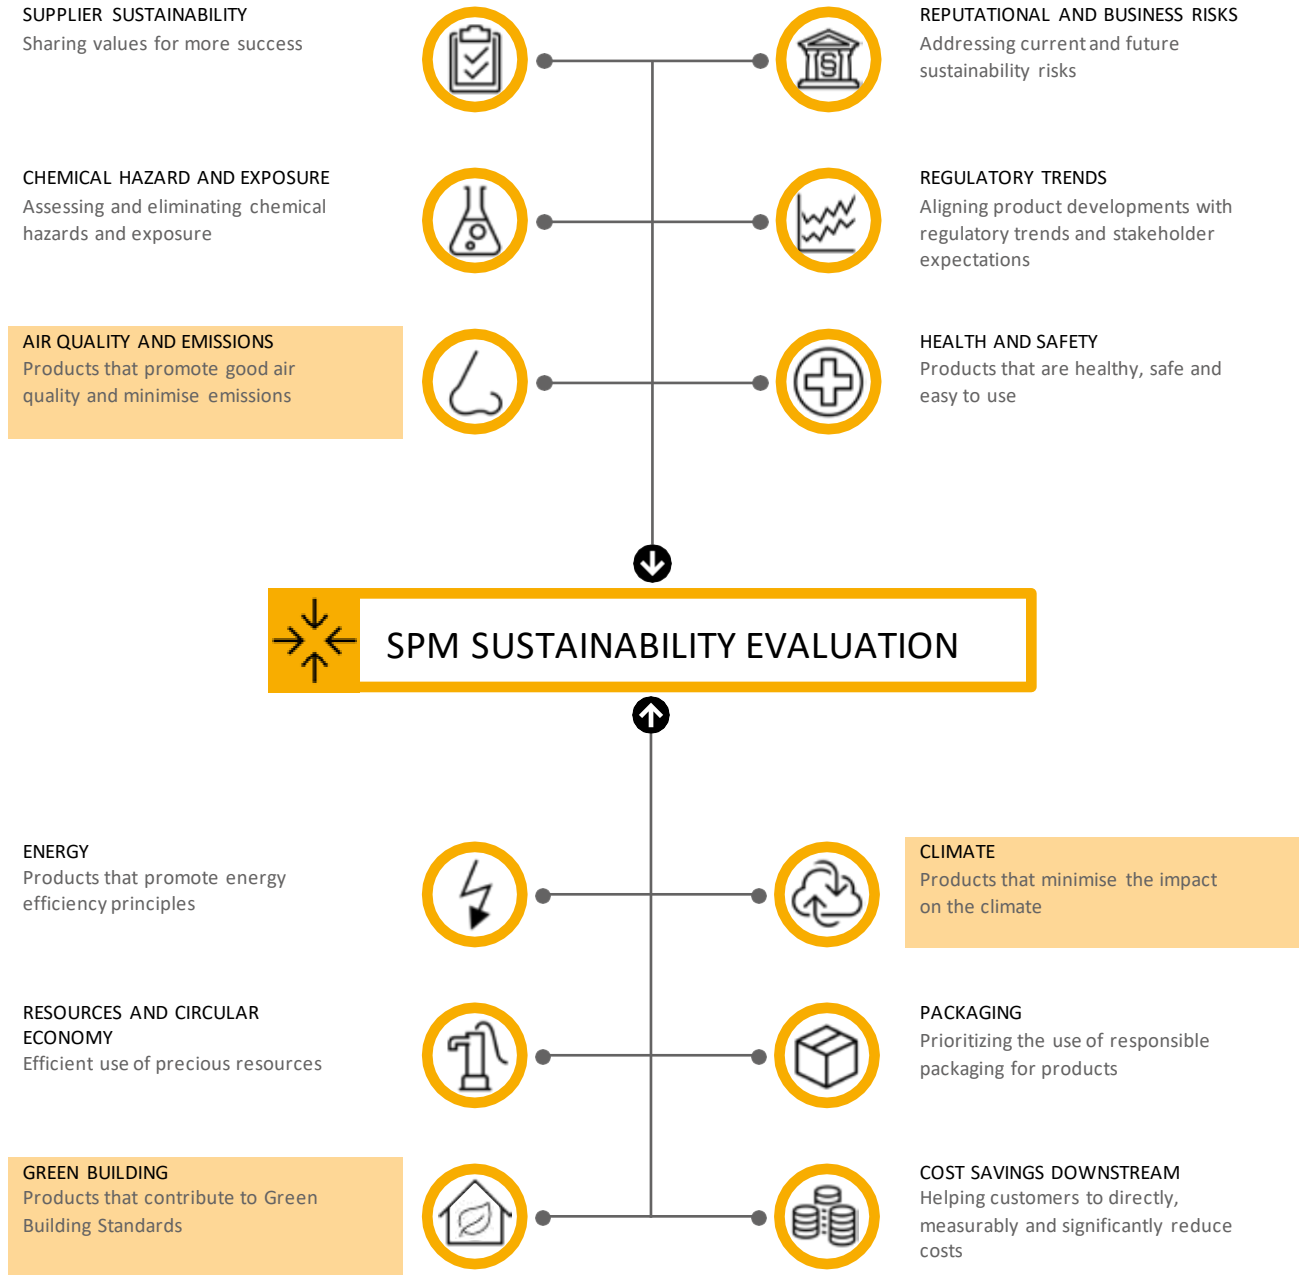 SUPPLIER SUSTAINABILITY
Sharing values for more success
REPUTATIONAL AND BUSINESS RISKS
Addressing current and future
sustainability risks
CHEMICAL HAZARD AND EXPOSURE
Assessing and eliminating chemical
hazards and exposure
REGULATORY TRENDS
Aligning product developments with
regulatory trends and stakeholder
expectations
AIR QUALITY AND EMISSIONS
Products that promote good air
quality and minimise emissions
HEALTH AND SAFETY
Products that are healthy, safe and
easy to use
SPM SUSTAINABILITY EVALUATION
ENERGY
Products that promote energy
efficiency principles
CLIMATE
Products that minimise the impact
on the climate
RESOURCES AND CIRCULAR
ECONOMY
Efficient use of precious resources
PACKAGING
Prioritizing the use of responsible
packaging for products
GREEN BUILDING
Products that contribute to Green
Building Standards
COST SAVINGS DOWNSTREAM
Helping customers to directly,
measurably and significantly reduce
costs